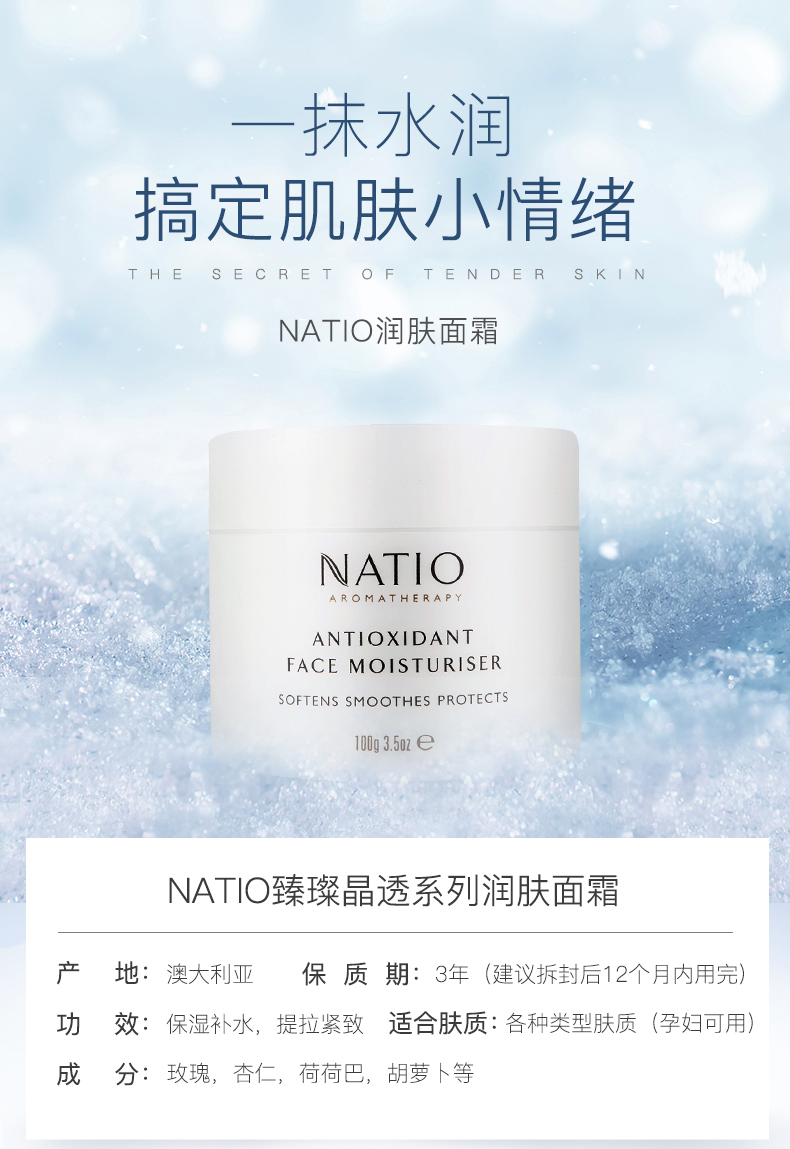 一抹水润
搞定肌肤小情绪
THE SECRET OF TENDER SKIN
NATIO润肤面霜
NATIO
AROMATHERAPY
ANTIOXIDANT
FACE MOISTURISER
SOFTENS SMOOTHES PROTECTS
100g 3.5oz ℮
NATIO臻璨晶透系列润肤面霜
产 地：澳大利亚 保 质 期：3年（建议拆封后12个月内用完）
功 效：保湿补水，提拉紧致 适合肤质：各种类型肤质（孕妇可用）
成 分：玫瑰，杏仁，荷荷巴，胡萝卜等